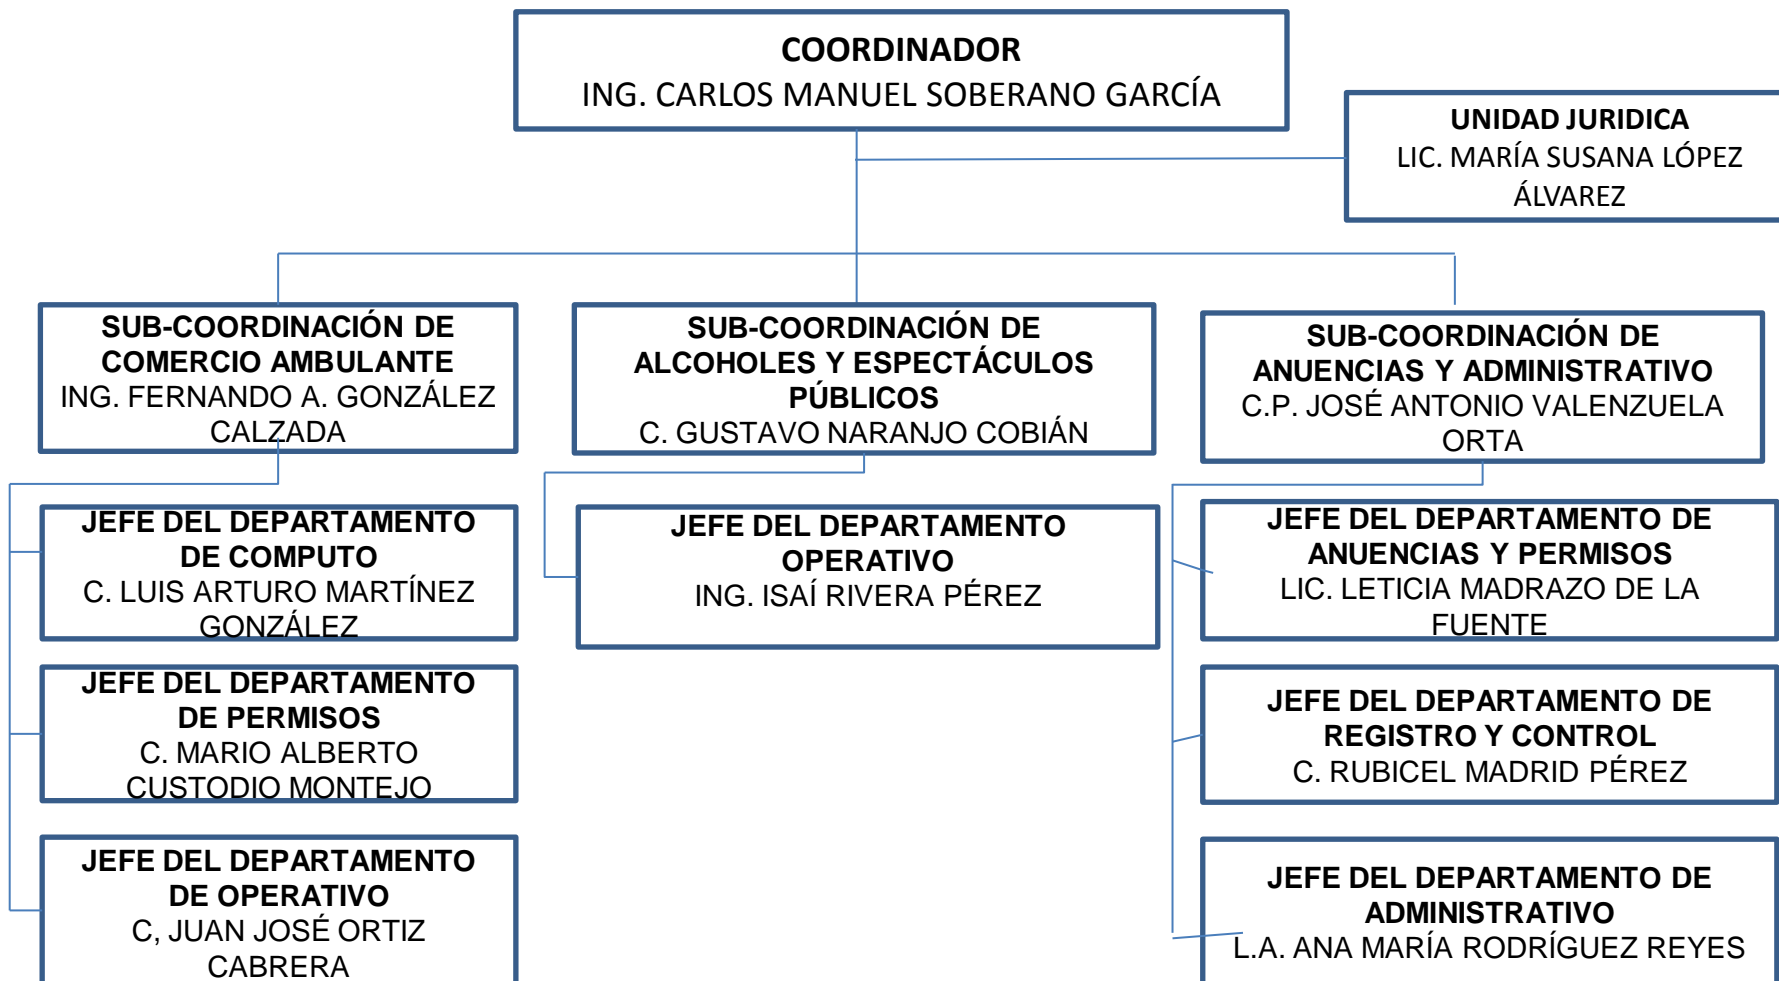 COORDINADOR
ING. CARLOS MANUEL SOBERANO GARCÍA
UNIDAD JURIDICA
LIC. MARÍA SUSANA LÓPEZ
ÁLVAREZ
SUB-COORDINACIÓN DE
COMERCIO AMBULANTE
ING. FERNANDO A. GONZÁLEZ
CALZADA
SUB-COORDINACIÓN DE
ALCOHOLES Y ESPECTÁCULOS
PÚBLICOS
C. GUSTAVO NARANJO COBIÁN
SUB-COORDINACIÓN DE
ANUENCIAS Y ADMINISTRATIVO
C.P. JOSÉ ANTONIO VALENZUELA
ORTA
JEFE DEL DEPARTAMENTO
DE COMPUTO
C. LUIS ARTURO MARTÍNEZ
GONZÁLEZ
JEFE DEL DEPARTAMENTO
OPERATIVO
ING. ISAÍ RIVERA PÉREZ
JEFE DEL DEPARTAMENTO DE
ANUENCIAS Y PERMISOS
LIC. LETICIA MADRAZO DE LA
FUENTE
JEFE DEL DEPARTAMENTO
DE PERMISOS
C. MARIO ALBERTO
CUSTODIO MONTEJO
JEFE DEL DEPARTAMENTO DE
REGISTRO Y CONTROL
C. RUBICEL MADRID PÉREZ
JEFE DEL DEPARTAMENTO
DE OPERATIVO
C, JUAN JOSÉ ORTIZ
CABRERA
JEFE DEL DEPARTAMENTO DE
ADMINISTRATIVO
L.A. ANA MARÍA RODRÍGUEZ REYES